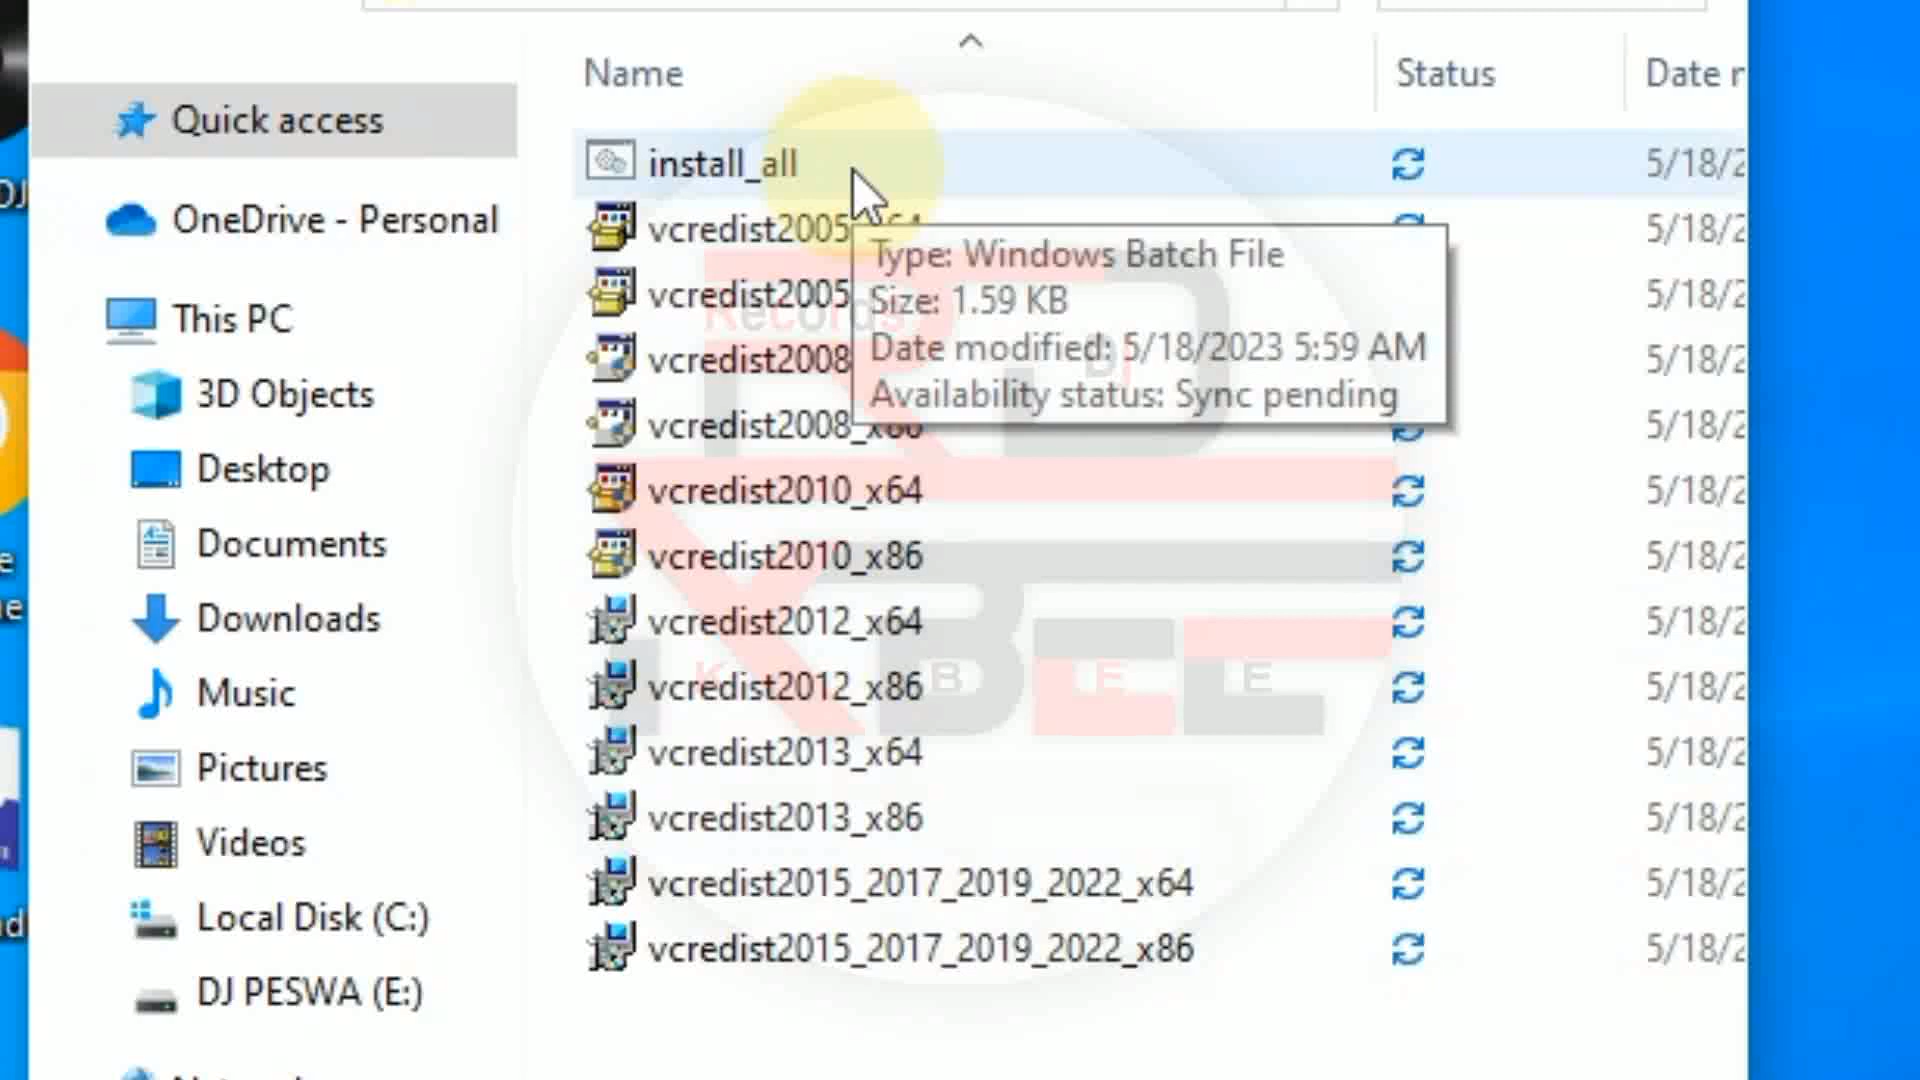 Name
Status
Date
Quick access
install_all
5/18/2
OneDrive - Personal
vcredist2005
5/18/2
Type: Windows Batch File
Size: 1.59 KB
Date modified: 5/18/2023 5:59 AM
Availability status: Sync pending
This PC
vcredist2005
5/18/2
3D Objects
vcredist2008
5/18/2
Desktop
vcredist2008_x86
5/18/2
vcredist2010_x64
5/18/2
Documents
vcredist2010_x86
5/18/2
Downloads
vcredist2012_x64
5/18/2
Music
vcredist2012_x86
5/18/2
Pictures
vcredist2013_x64
5/18/2
Videos
vcredist2013_x86
5/18/2
Local Disk (C:)
vcredist2015_2017_2019_2022_x64
5/18/2
DJ PESWA (E:)
vcredist2015_2017_2019_2022_x86
5/18/2
Records
DJ